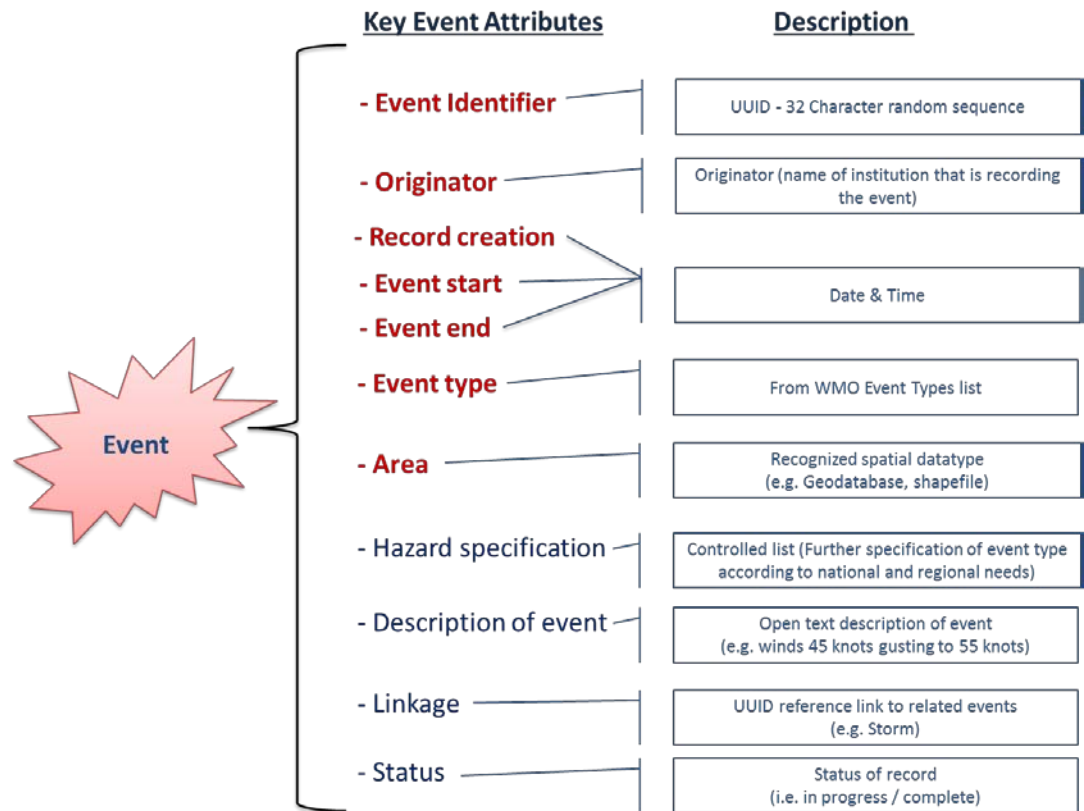 Key Event Attributes
Description
- Event Identifier
UUID - 32 Character random sequence
- Originator
Originator (name of institution that is recording
the event)
- Record creation
- Event start
- Event end
Date & Time
- Event type
From WMO Event Types list
Event
- Area
Recognized spatial datatype
(e.g. Geodatabase, shapefile)
- Hazard specification
Controlled list (Further specification of event type
according to national and regional needs)
- Description of event
Open text description of event
(e.g. winds 45 knots gusting to 55 knots)
- Linkage
UUID reference link to related events
(e.g. Storm)
- Status
Status of record
(i.e. in progress / complete)